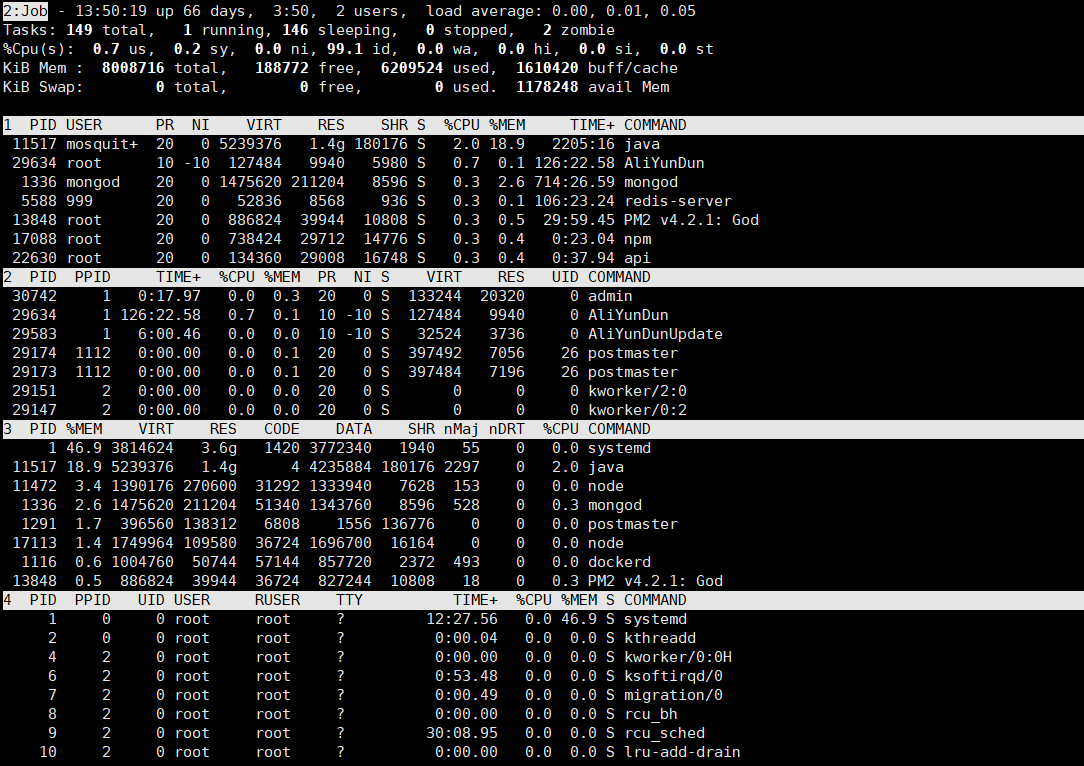 2:Job - 13:50:19 up 66 days,  3:50,  2 users,  load average: 0.00, 0.01, 0.05
Tasks: 149 total,   1 running, 146 sleeping,   0 stopped,   2 zombie
%Cpu(s):  0.7 us,  0.2 sy,  0.0 ni, 99.1 id,  0.0 wa,  0.0 hi,  0.0 si,  0.0 st
KiB Mem :  8008716 total,   188772 free,  6209524 used,  1610420 buff/cache
KiB Swap:        0 total,        0 free,        0 used.  1178248 avail Mem
1  PID USER      PR  NI    VIRT    RES    SHR S  %CPU %MEM     TIME+ COMMAND
 11517 mosquit+  20   0 5239376   1.4g 180176 S   2.0 18.9   2205:16 java
 29634 root      10 -10  127484   9940   5980 S   0.7  0.1 126:22.58 AliYunDun
  1336 mongod    20   0 1475620 211204   8596 S   0.3  2.6 714:26.59 mongod
  5588 999       20   0   52836   8568    936 S   0.3  0.1 106:23.24 redis-server
 13848 root      20   0  886824  39944  10808 S   0.3  0.5  29:59.45 PM2 v4.2.1: God
 17088 root      20   0  738424  29712  14776 S   0.3  0.4   0:23.04 npm
 22630 root      20   0  134360  29008  16748 S   0.3  0.4   0:37.94 api
2  PID  PPID     TIME+  %CPU %MEM  PR  NI S    VIRT    RES   UID COMMAND
 30742     1   0:17.97   0.0  0.3  20   0 S  133244  20320     0 admin
 29634     1 126:22.58   0.7  0.1  10 -10 S  127484   9940     0 AliYunDun
 29583     1   6:00.46   0.0  0.0  10 -10 S   32524   3736     0 AliYunDunUpdate
 29174  1112   0:00.00   0.0  0.1  20   0 S  397492   7056    26 postmaster
 29173  1112   0:00.00   0.0  0.1  20   0 S  397484   7196    26 postmaster
 29151     2   0:00.00   0.0  0.0  20   0 S       0      0     0 kworker/2:0
 29147     2   0:00.00   0.0  0.0  20   0 S       0      0     0 kworker/0:2
3  PID %MEM    VIRT    RES   CODE    DATA    SHR nMaj nDRT  %CPU COMMAND
     1 46.9 3814624   3.6g   1420 3772340   1940   55    0   0.0 systemd
 11517 18.9 5239376   1.4g      4 4235884 180176 2297    0   2.0 java
 11472  3.4 1390176 270600  31292 1333940   7628  153    0   0.0 node
  1336  2.6 1475620 211204  51340 1343760   8596  528    0   0.3 mongod
  1291  1.7  396560 138312   6808    1556 136776    0    0   0.0 postmaster
 17113  1.4 1749964 109580  36724 1696700  16164    0    0   0.0 node
  1116  0.6 1004760  50744  57144  857720   2372  493    0   0.0 dockerd
 13848  0.5  886824  39944  36724  827244  10808   18    0   0.3 PM2 v4.2.1: God
4  PID  PPID   UID USER     RUSER    TTY          TIME+  %CPU %MEM S COMMAND
     1     0     0 root     root     ?         12:27.56   0.0 46.9 S systemd
     2     0     0 root     root     ?          0:00.04   0.0  0.0 S kthreadd
     4     2     0 root     root     ?          0:00.00   0.0  0.0 S kworker/0:0H
     6     2     0 root     root     ?          0:53.48   0.0  0.0 S ksoftirqd/0
     7     2     0 root     root     ?          0:00.49   0.0  0.0 S migration/0
     8     2     0 root     root     ?          0:00.00   0.0  0.0 S rcu_bh
     9     2     0 root     root     ?         30:08.95   0.0  0.0 S rcu_sched
    10     2     0 root     root     ?          0:00.00   0.0  0.0 S lru-add-drain